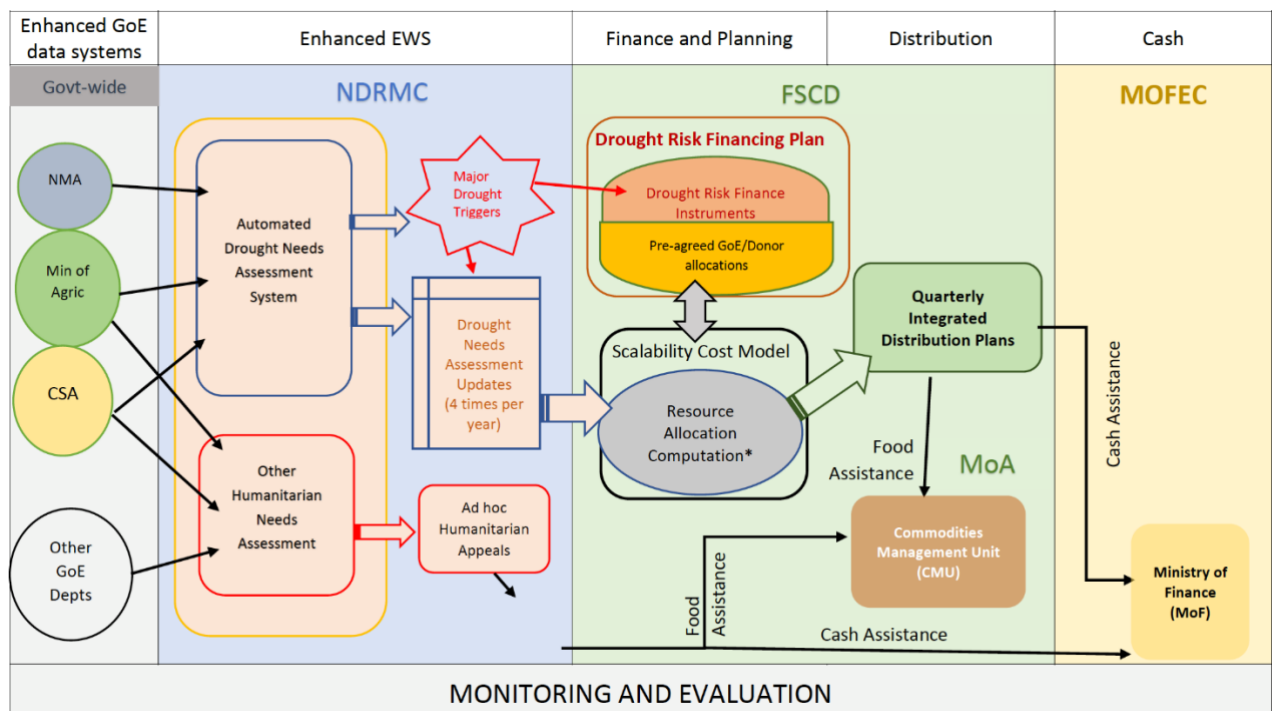 Enhanced GoE
data systems
Enhanced EWS
Finance and Planning
Distribution
Cash
Govt-wide
NDRMC
FSCD
MOFEC
NMA
Min of
Agric
CSA
Other
GoE
Depts
Automated
Drought Needs
Assessment
System
Other
Humanitarian
Needs
Assessment
Major
Drought
Triggers
Drought
Needs
Assessment
Updates
(4 times per
year)
Ad hoc
Humanitarian
Appeals
Drought Risk Financing Plan
Drought Risk Finance
Instruments
Pre-agreed GoE/Donor
allocations
Scalability Cost Model
Resource
Allocation
Computation*
Quarterly
Integrated
Distribution Plans
Food
Assistance
MoA
Commodities
Management Unit
(CMU)
Food
Assistance
Cash Assistance
Cash Assistance
Ministry of
Finance
(MoF)
MONITORING AND EVALUATION